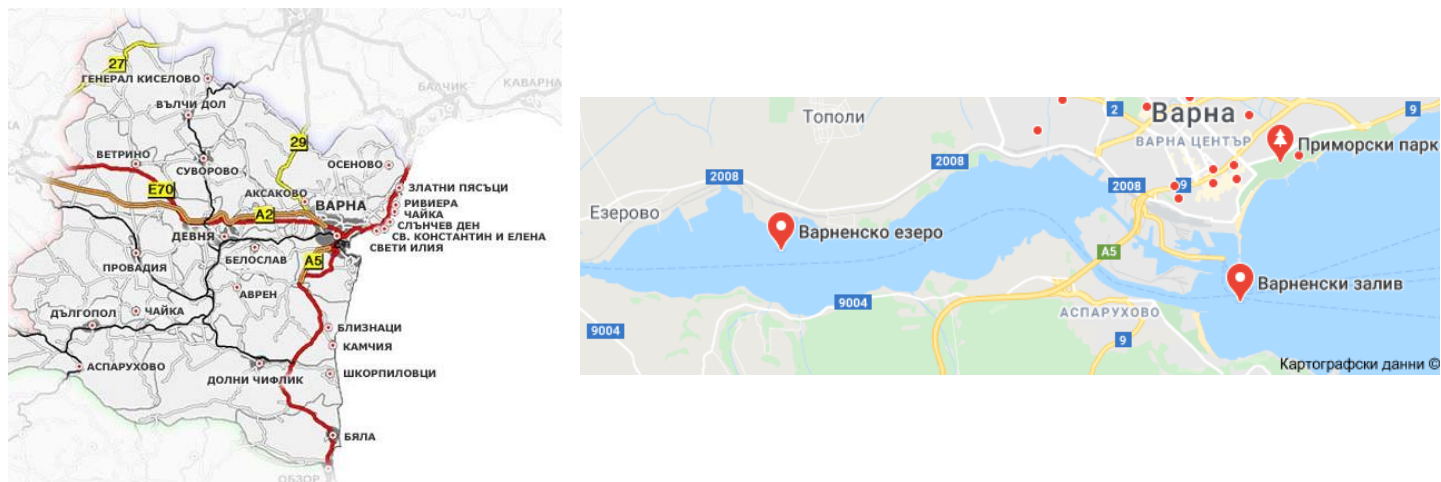 27
ГЕНЕРАЛ КИСЕЛОВО
БАЛЧИК
КАВАРНА
ВЪЛЧИ ДОЛ
29
ВЕТРИНО
СУВОРОВО
ОСЕНОВО
E70
АКСАКОВО
ЗЛАТНИ ПЯСЪЦИ
A2
ВАРНА
РИВИЕРА
ЧАЙКА
СЛЪНЧЕВ ДЕН
ДЕВНЯ
СВ. КОНСТАНТИН И ЕЛЕНА
СВЕТИ ИЛИЯ
БЕЛОСЛАВ
A5
ПРОВАДИЯ
АВРЕН
ДЪЛГОПОЛ
ЧАЙКА
БЛИЗНАЦИ
КАМЧИЯ
АСПАРУХОВО
ДОЛНИ ЧИФЛИК
ШКОРПИЛОВЦИ
БЯЛА
ОБЗОР
Тополи
2
Варна
9
ВАРНА ЦЕНТЪР
Приморски парк
2008
2008
2008
9
Езерово
Варненско езеро
A5
Варненски залив
9004
АСПАРУХОВО
9004
9
Картографски данни ©